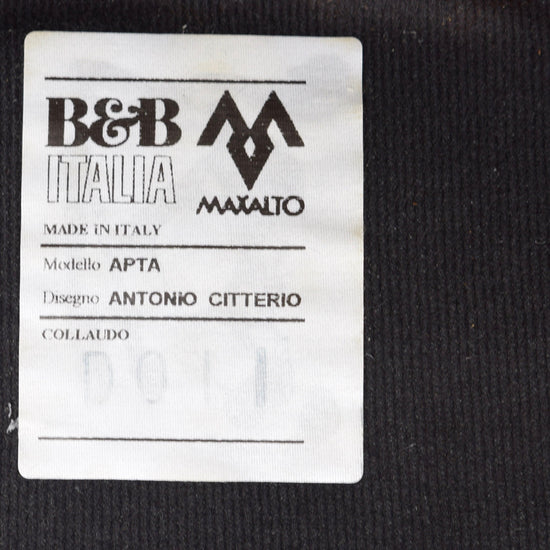 B&B
ITALIA
MAXALTO
MADE IN ITALY
Modello APTA
Disegno ANTONIO CITTERIO
COLLAUDO